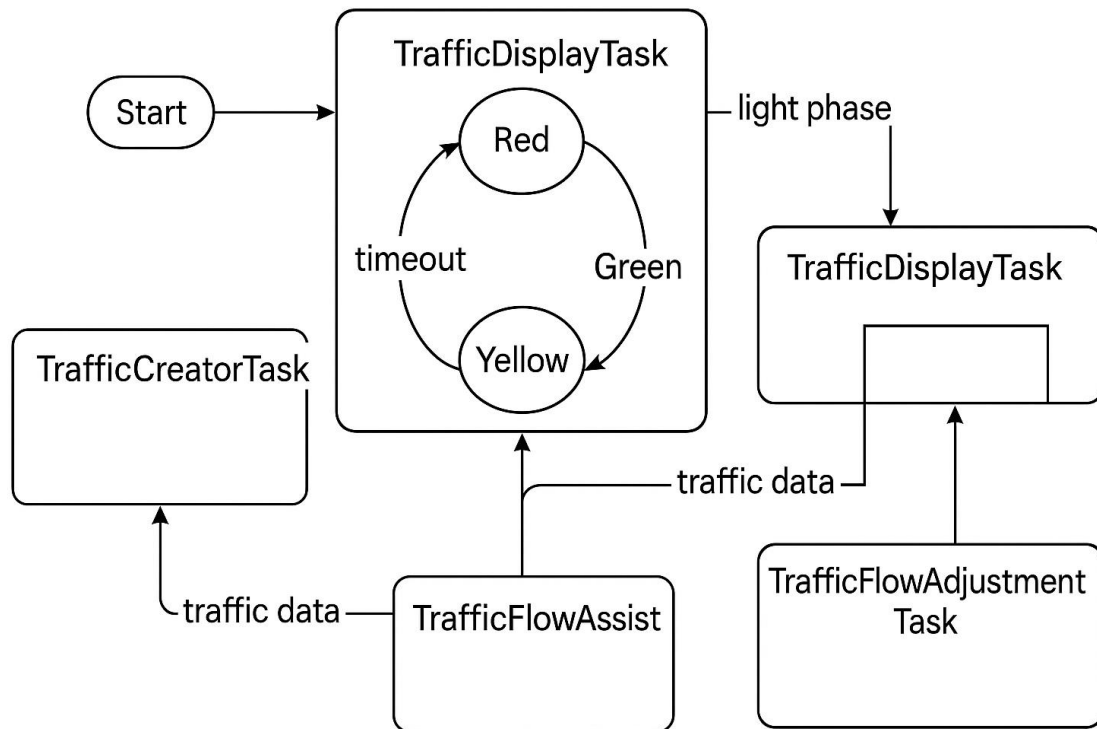 TrafficDisplayTask
Start
Red
light phase
timeout
Green
TrafficDisplayTask
Yellow
TrafficCreatorTask
traffic data
TrafficFlowAdjustment
Task
traffic data
TrafficFlowAssist